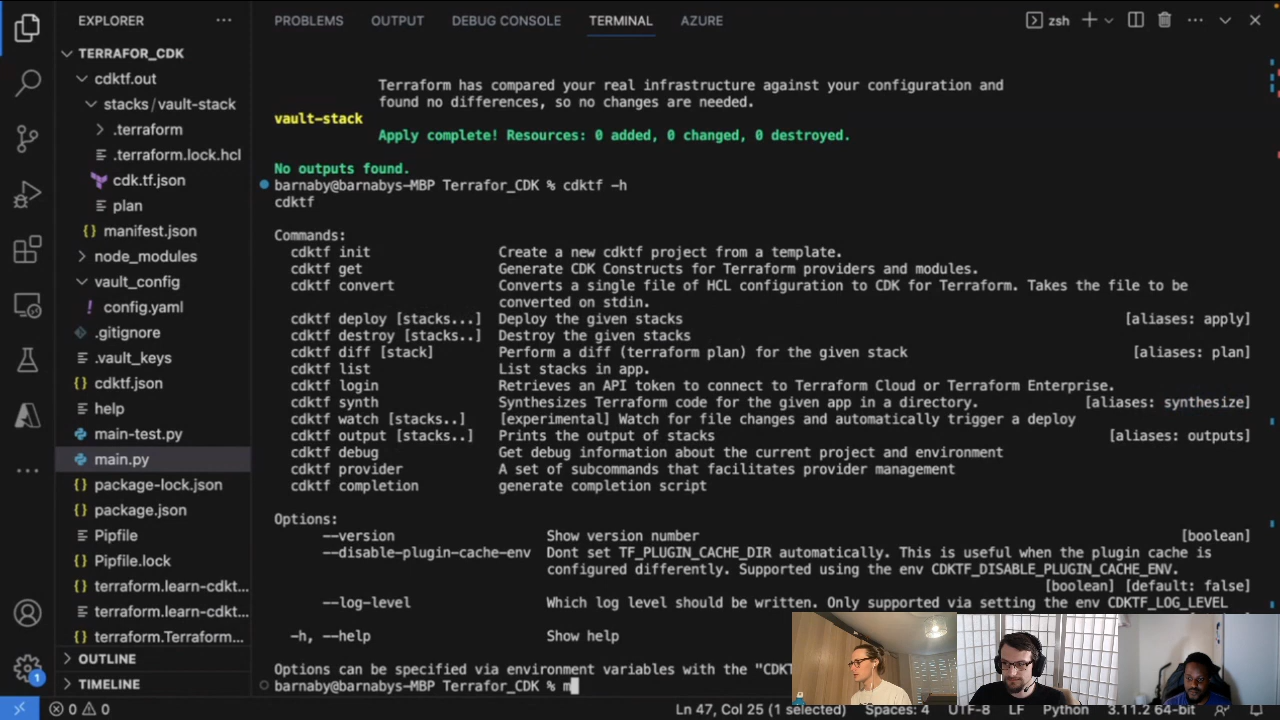 EXPLORER ...
PROBLEMS OUTPUT DEBUG CONSOLE TERMINAL AZURE
zsh
TERRAFOR_CDK
cdktf.out
stacks / vault-stack
.terraform
.terraform.lock.hcl
cdk.tf.json
plan
manifest.json
node_modules
vault_config
config.yaml
.gitignore
.vault_keys
cdktf.json
help
main-test.py
main.py
package-lock.json
package.json
Pipfile
Pipfile.lock
terraform.learn-cdkt...
terraform.learn-cdkt...
terraform.Terraform...
OUTLINE
TIMELINE
1
Terraform has compared your real infrastructure against your configuration and
found no differences, so no changes are needed.
vault-stack
Apply complete! Resources: 0 added, 0 changed, 0 destroyed.
No outputs found.
barnaby@barnabys-MBP Terrafor_CDK % cdktf -h
cdktf
Commands:
cdktf init Create a new cdktf project from a template.
cdktf get Generate CDK Constructs for Terraform providers and modules.
cdktf convert Converts a single file of HCL configuration to CDK for Terraform. Takes the file to be
converted on stdin.
cdktf deploy [stacks...] Deploy the given stacks [aliases: apply]
cdktf destroy [stacks..] Destroy the given stacks
cdktf diff [stack] Perform a diff (terraform plan) for the given stack [aliases: plan]
cdktf list List stacks in app.
cdktf login Retrieves an API token to connect to Terraform Cloud or Terraform Enterprise.
cdktf synth Synthesizes Terraform code for the given app in a directory. [aliases: synthesize]
cdktf watch [stacks..] [experimental] Watch for file changes and automatically trigger a deploy
cdktf output [stacks..] Prints the output of stacks [aliases: outputs]
cdktf debug Get debug information about the current project and environment
cdktf provider A set of subcommands that facilitates provider management
cdktf completion generate completion script
Options:
--version Show version number [boolean]
--disable-plugin-cache-env Dont set TF_PLUGIN_CACHE_DIR automatically. This is useful when the plugin cache is
configured differently. Supported using the env CDKTF_DISABLE_PLUGIN_CACHE_ENV.
[boolean] [default: false]
--log-level Which log level should be written. Only supported via setting the env CDKTF_LOG_LEVEL
-h, --help Show help
Options can be specified via environment variables with the "CDKT
barnaby@barnabys-MBP Terrafor_CDK % m
0 0 Ln 47, Col 25 (1 selected) Spaces: 4 UTF-8 LF Python 3.11.2 64-bit